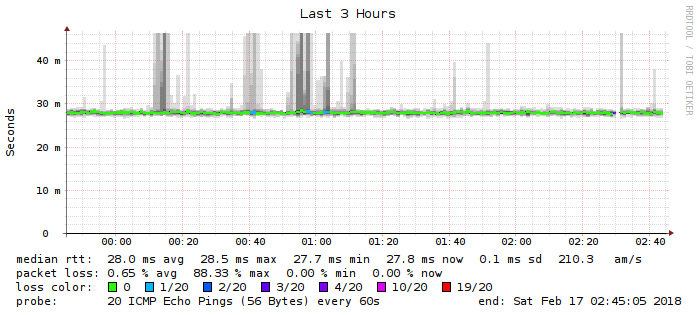 Last 3 Hours
RRDTOOL / TOBI OETIKER
Seconds
40 m
30 m
20 m
10 m
0
00:00 00:20 00:40 01:00 01:20 01:40 02:00 02:20 02:40
median rtt: 28.0 ms avg 28.5 ms max 27.7 ms min 27.8 ms now 0.1 ms sd 210.3 am/s
packet loss: 0.65 % avg 88.33 % max 0.00 % min 0.00 % now
loss color: 0 1/20 2/20 3/20 4/20 10/20 19/20
probe: 20 ICMP Echo Pings (56 Bytes) every 60s end: Sat Feb 17 02:45:05 2018